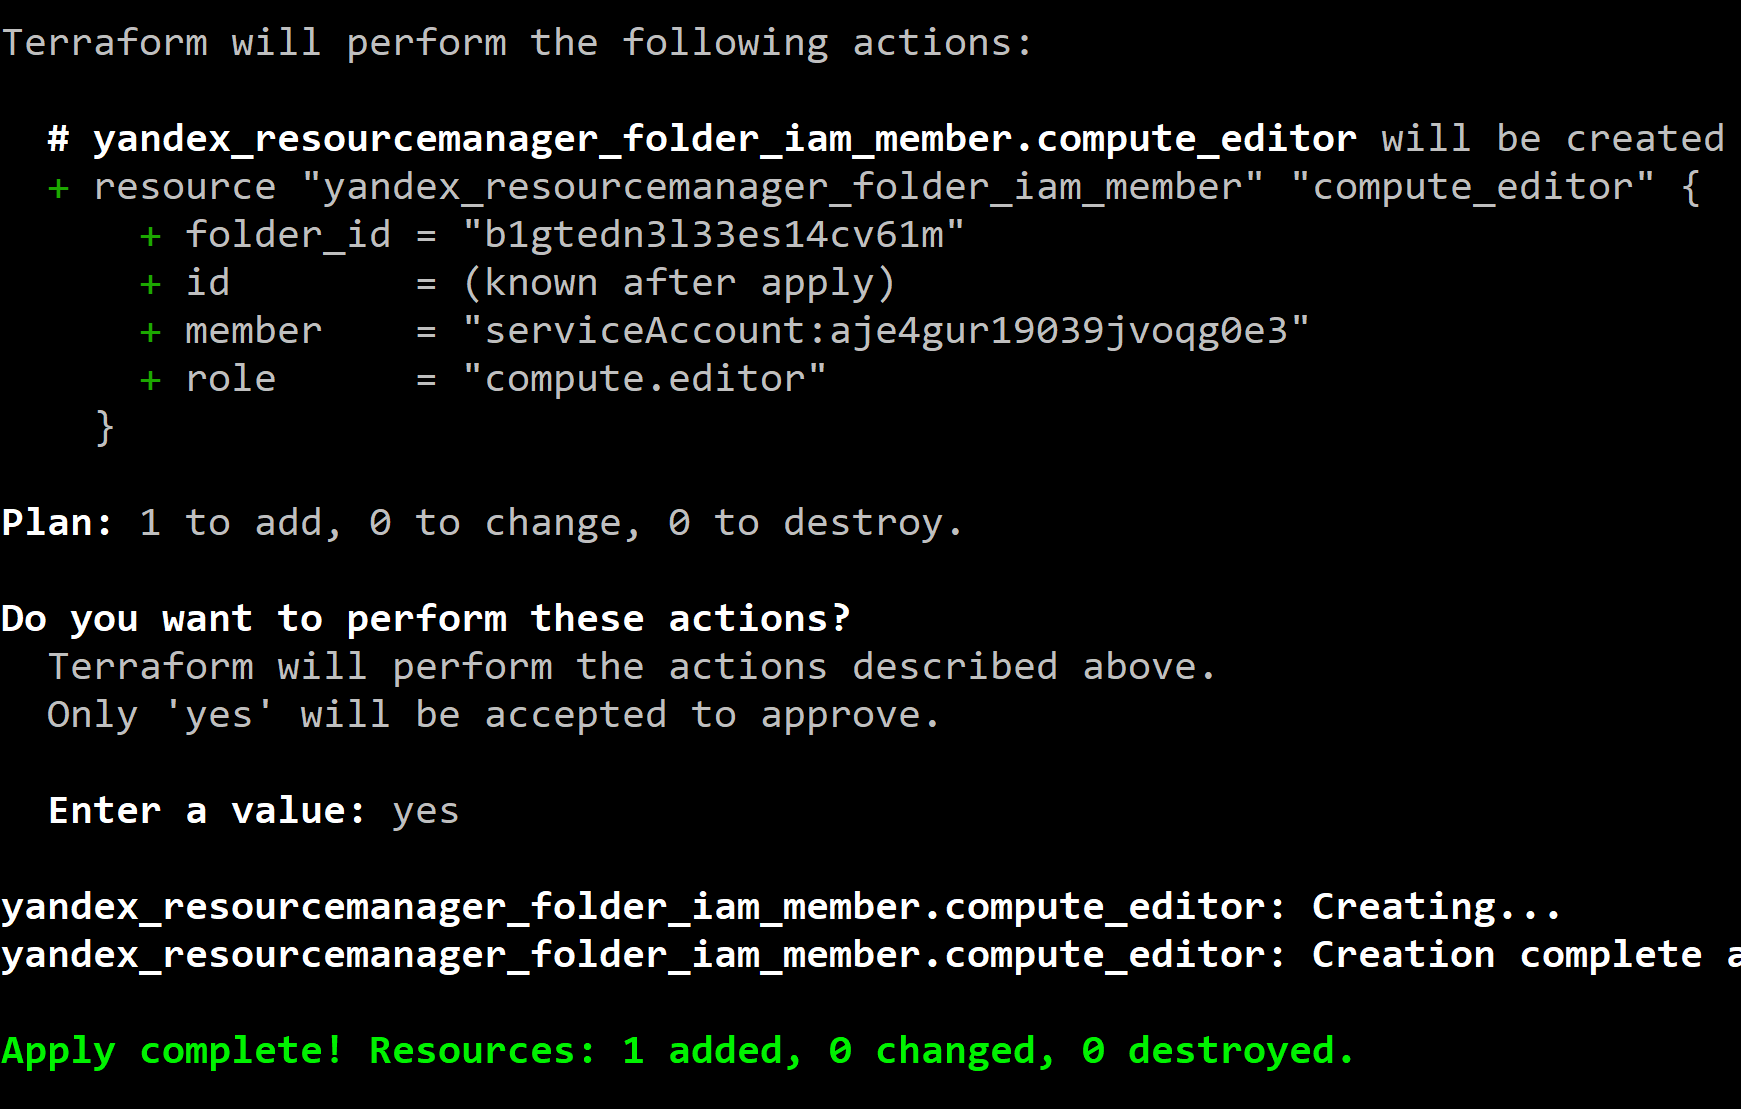 Terraform will perform the following actions:
# yandex_resourcemanager_folder_iam_member.compute_editor will be created
+ resource "yandex_resourcemanager_folder_iam_member" "compute_editor" {
+ folder_id = "b1gtedn3l33es14cv61m"
+ id = (known after apply)
+ member = "serviceAccount:aje4gur19039jvoqg0e3"
+ role = "compute.editor"
}
Plan: 1 to add, 0 to change, 0 to destroy.
Do you want to perform these actions?
Terraform will perform the actions described above.
Only 'yes' will be accepted to approve.
Enter a value: yes
yandex_resourcemanager_folder_iam_member.compute_editor: Creating...
yandex_resourcemanager_folder_iam_member.compute_editor: Creation complete
Apply complete! Resources: 1 added, 0 changed, 0 destroyed.